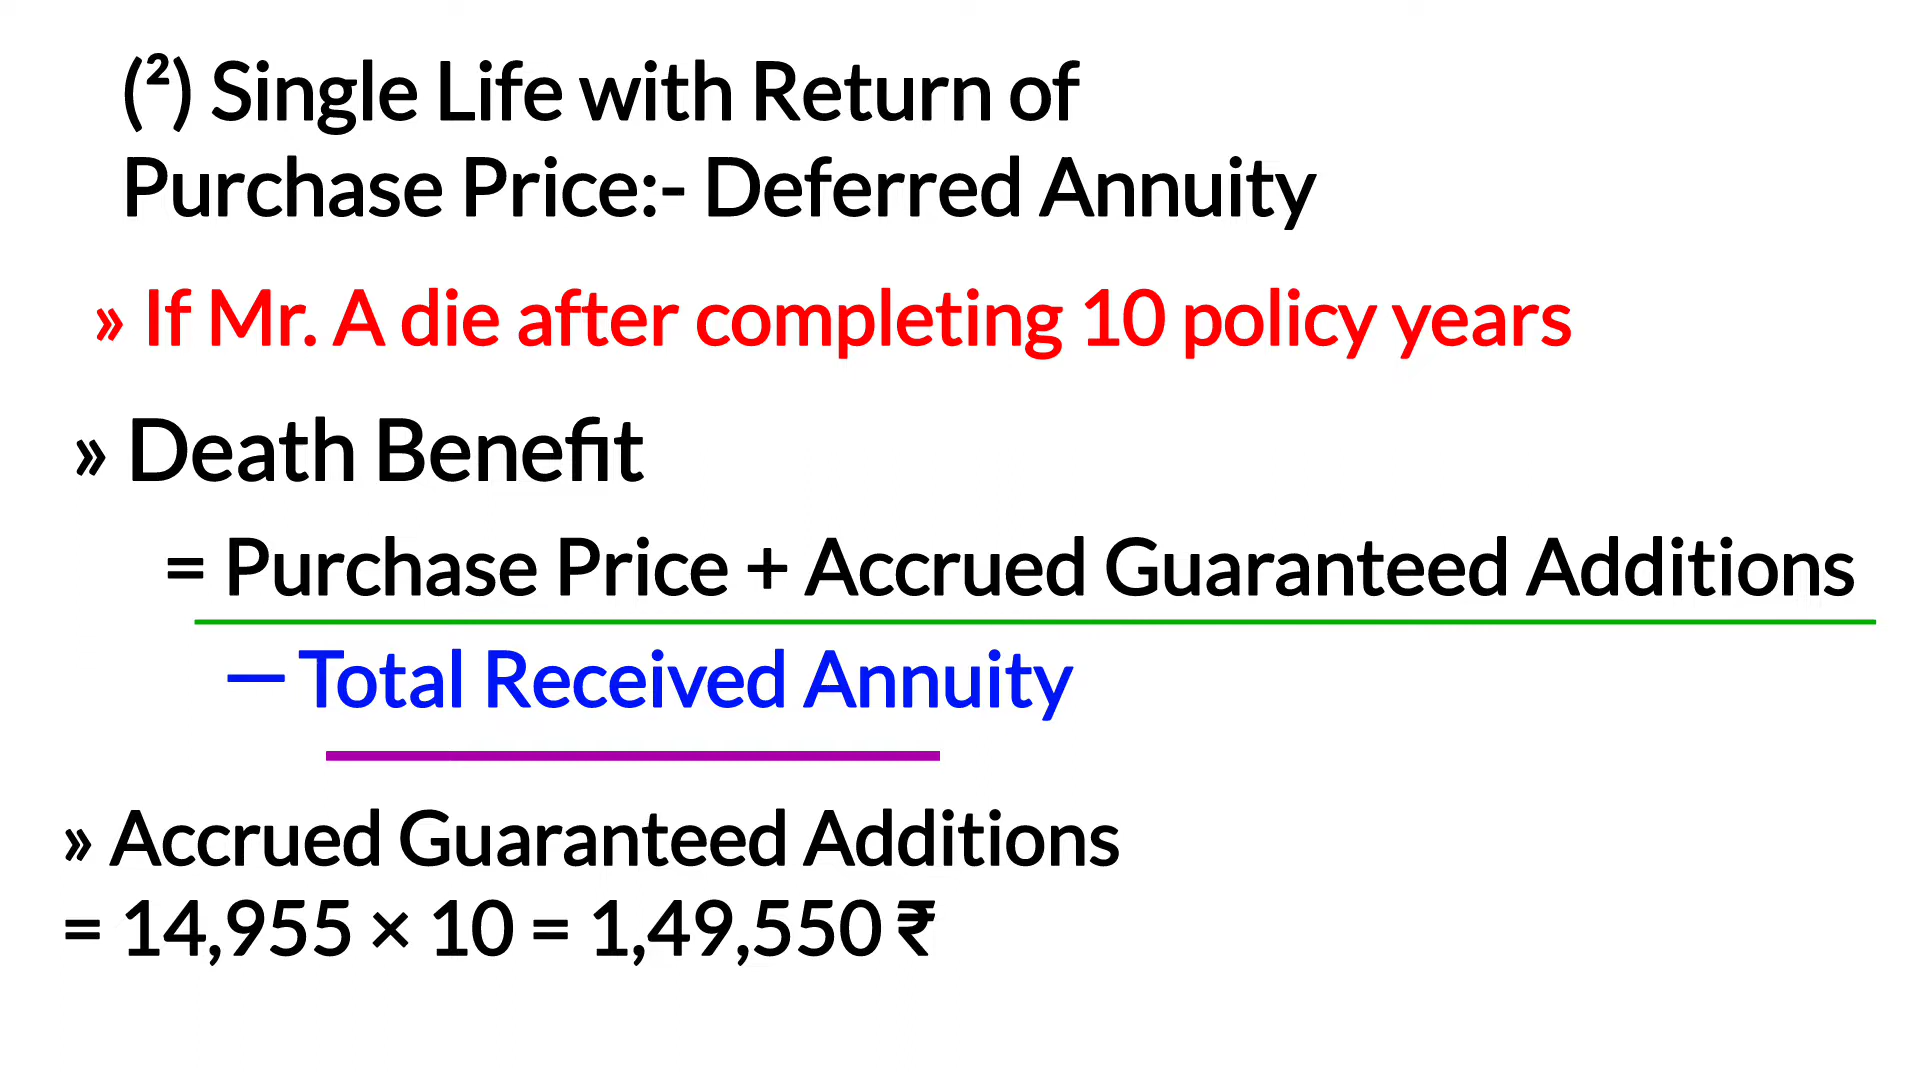 (²) Single Life with Return of
Purchase Price:- Deferred Annuity
» If Mr. A die after completing 10 policy years
» Death Benefit
= Purchase Price + Accrued Guaranteed Additions
— Total Received Annuity
» Accrued Guaranteed Additions
= 14,955 × 10 = 1,49,550 ₹